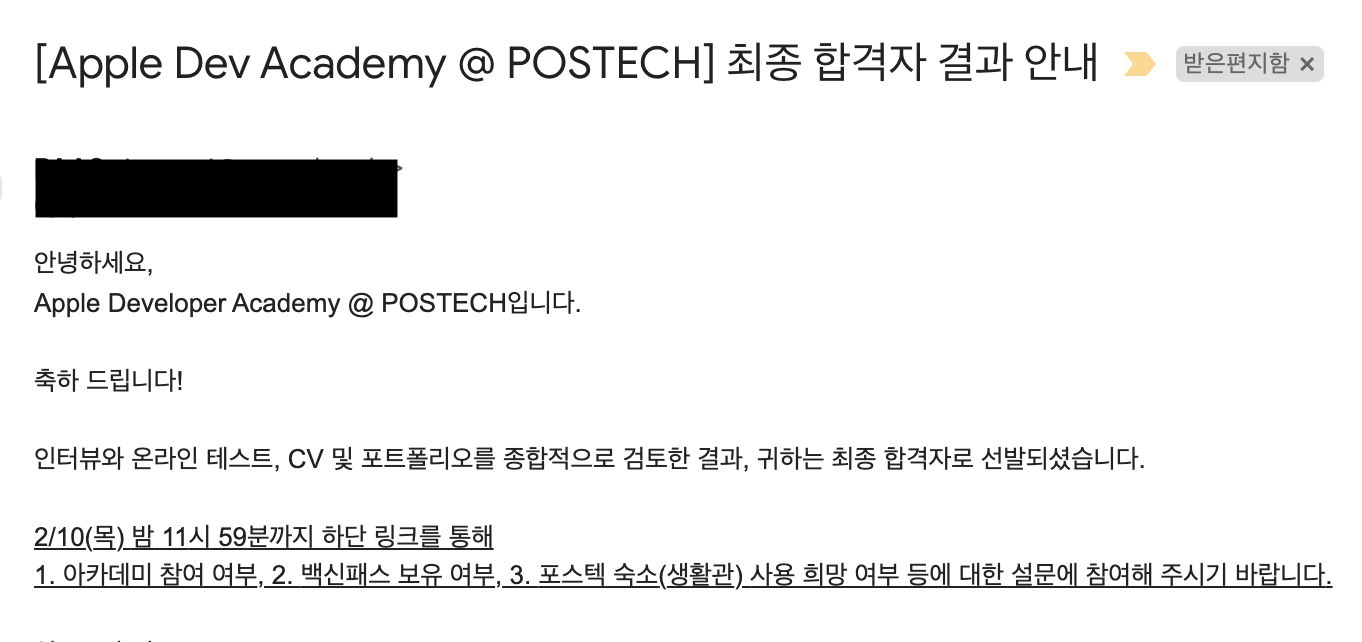 [Apple Dev Academy @ POSTECH] 최종 합격자 결과 안내 받은편지함 ×
안녕하세요,
Apple Developer Academy @ POSTECH입니다.
축하 드립니다!
인터뷰와 온라인 테스트, CV 및 포트폴리오를 종합적으로 검토한 결과, 귀하는 최종 합격자로 선발되셨습니다.
2/10(목) 밤 11시 59분까지 하단 링크를 통해
1. 아카데미 참여 여부, 2. 백신패스 보유 여부, 3. 포스텍 숙소(생활관) 사용 희망 여부 등에 대한 설문에 참여해 주시기 바랍니다.